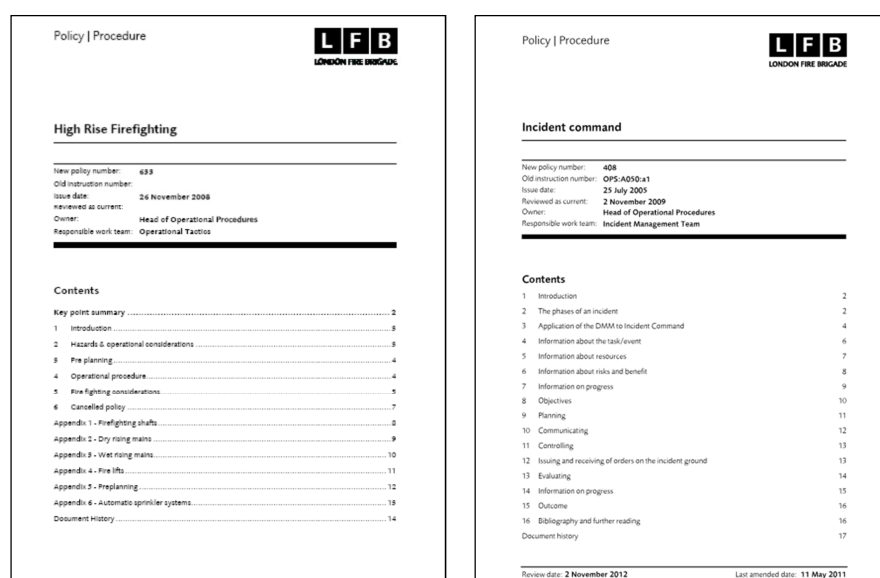 Policy | Procedure
LFB
LONDON FIRE BRIGADE
High Rise Firefighting
New policy number: 633
Old instruction number:
Issue date: 26 November 2008
Reviewed as current:
Owner: Head of Operational Procedures
Responsible work team: Operational Tactics
Contents
Key point summary 2
1 Introduction 3
2 Hazards & operational considerations 3
3 Pre planning 4
4 Operational procedure 4
5 Fire fighting considerations 5
6 Cancelled policy 7
Appendix 1 - Firefighting shafts 8
Appendix 2 - Dry rising mains 9
Appendix 3 - Wet rising mains 10
Appendix 4 - Fire lifts 11
Appendix 5 - Preplanning 12
Appendix 6 - Automatic sprinkler systems 13
Document History 14
Policy | Procedure
LFB
LONDON FIRE BRIGADE
Incident command
New policy number: 408
Old instruction number: OPS:A050:a1
Issue date: 25 July 2005
Reviewed as current: 2 November 2009
Owner: Head of Operational Procedures
Responsible work team: Incident Management Team
Contents
1 Introduction 2
2 The phases of an incident 2
3 Application of the DMM to Incident Command 4
4 Information about the task/event 6
5 Information about resources 7
6 Information about risks and benefit 8
7 Information on progress 9
8 Objectives 10
9 Planning 11
10 Communicating 12
11 Controlling 13
12 Issuing and receiving of orders on the incident ground 13
13 Evaluating 14
14 Information on progress 15
15 Outcome 16
16 Bibliography and further reading 16
Document history 17
Review date: 2 November 2012 Last amended date: 11 May 2011